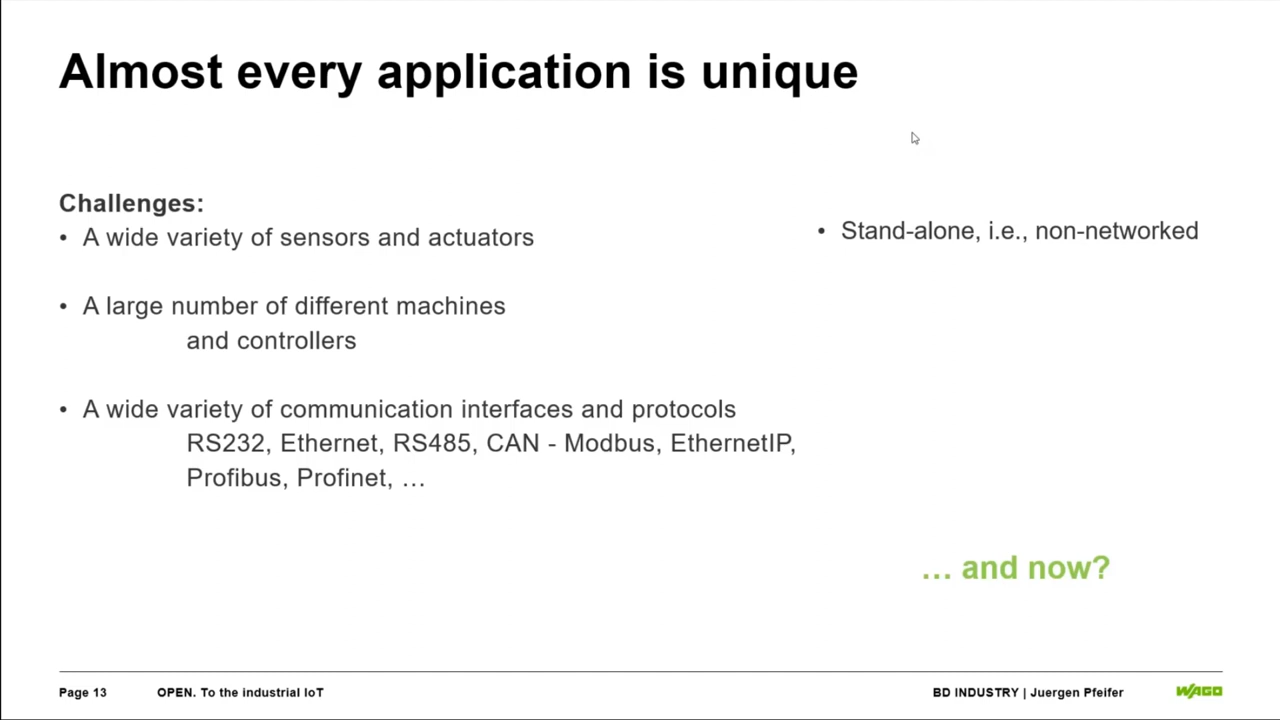 Almost every application is unique
Challenges:
• A wide variety of sensors and actuators
• A large number of different machines
and controllers
• A wide variety of communication interfaces and protocols
RS232, Ethernet, RS485, CAN - Modbus, EthernetIP,
Profibus, Profinet, …
• Stand-alone, i.e., non-networked
… and now?
Page 13 OPEN. To the industrial IoT BD INDUSTRY | Juergen Pfeifer WAGO